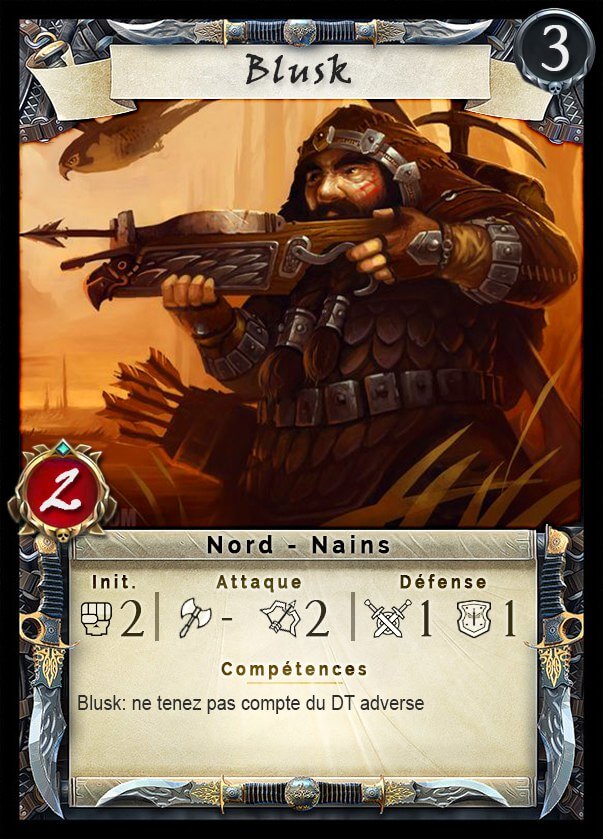 Blusk
3
2
Nord - Nains
Init. Attaque Défense
2 - 2 1 1
Compétences
Blusk: ne tenez pas compte du DT adverse